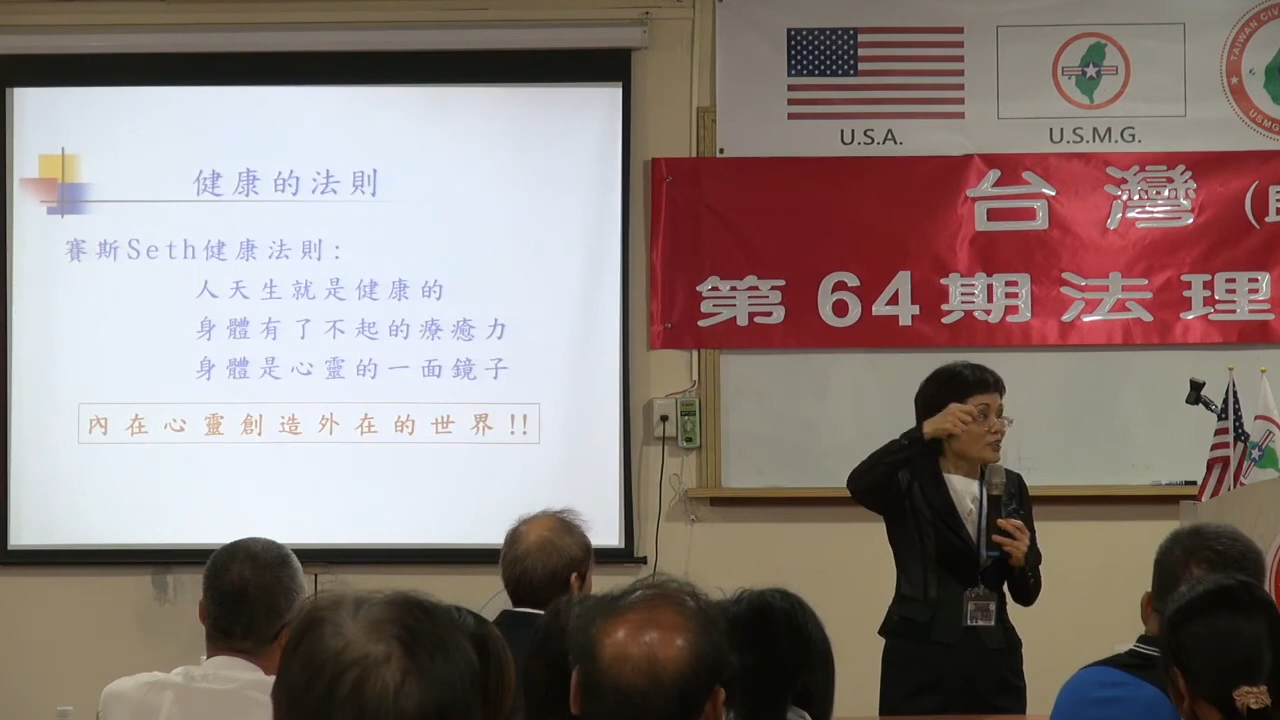 健康的法則
賽斯Seth健康法則:
人天生就是健康的
身體有了不起的療癒力
身體是心靈的一面鏡子
內在心靈創造外在的世界!!
U.S.A.
U.S.M.G.
TAIWAN CIV
USMG
台灣(
第64期法理